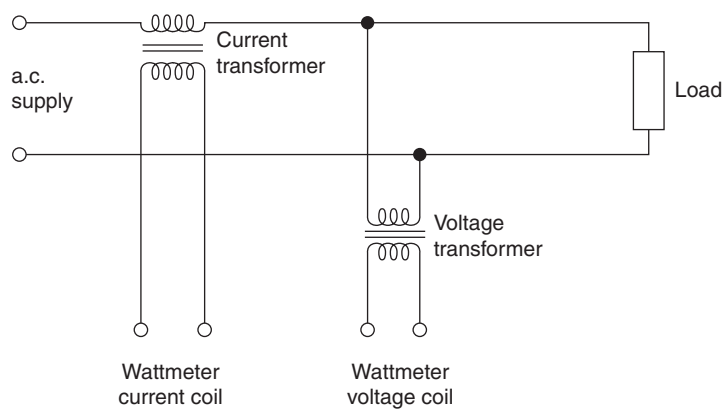 Current
transformer
a.c.
supply
Load
Voltage
transformer
Wattmeter
current coil
Wattmeter
voltage coil